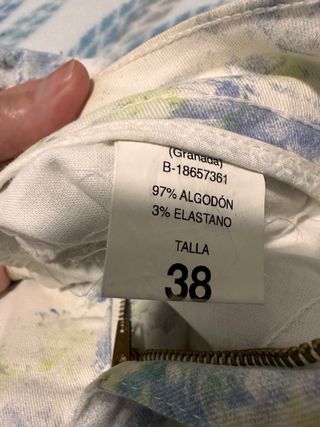 (Granada)
B-18657361
97% ALGODÓN
3% ELASTANO
TALLA
38